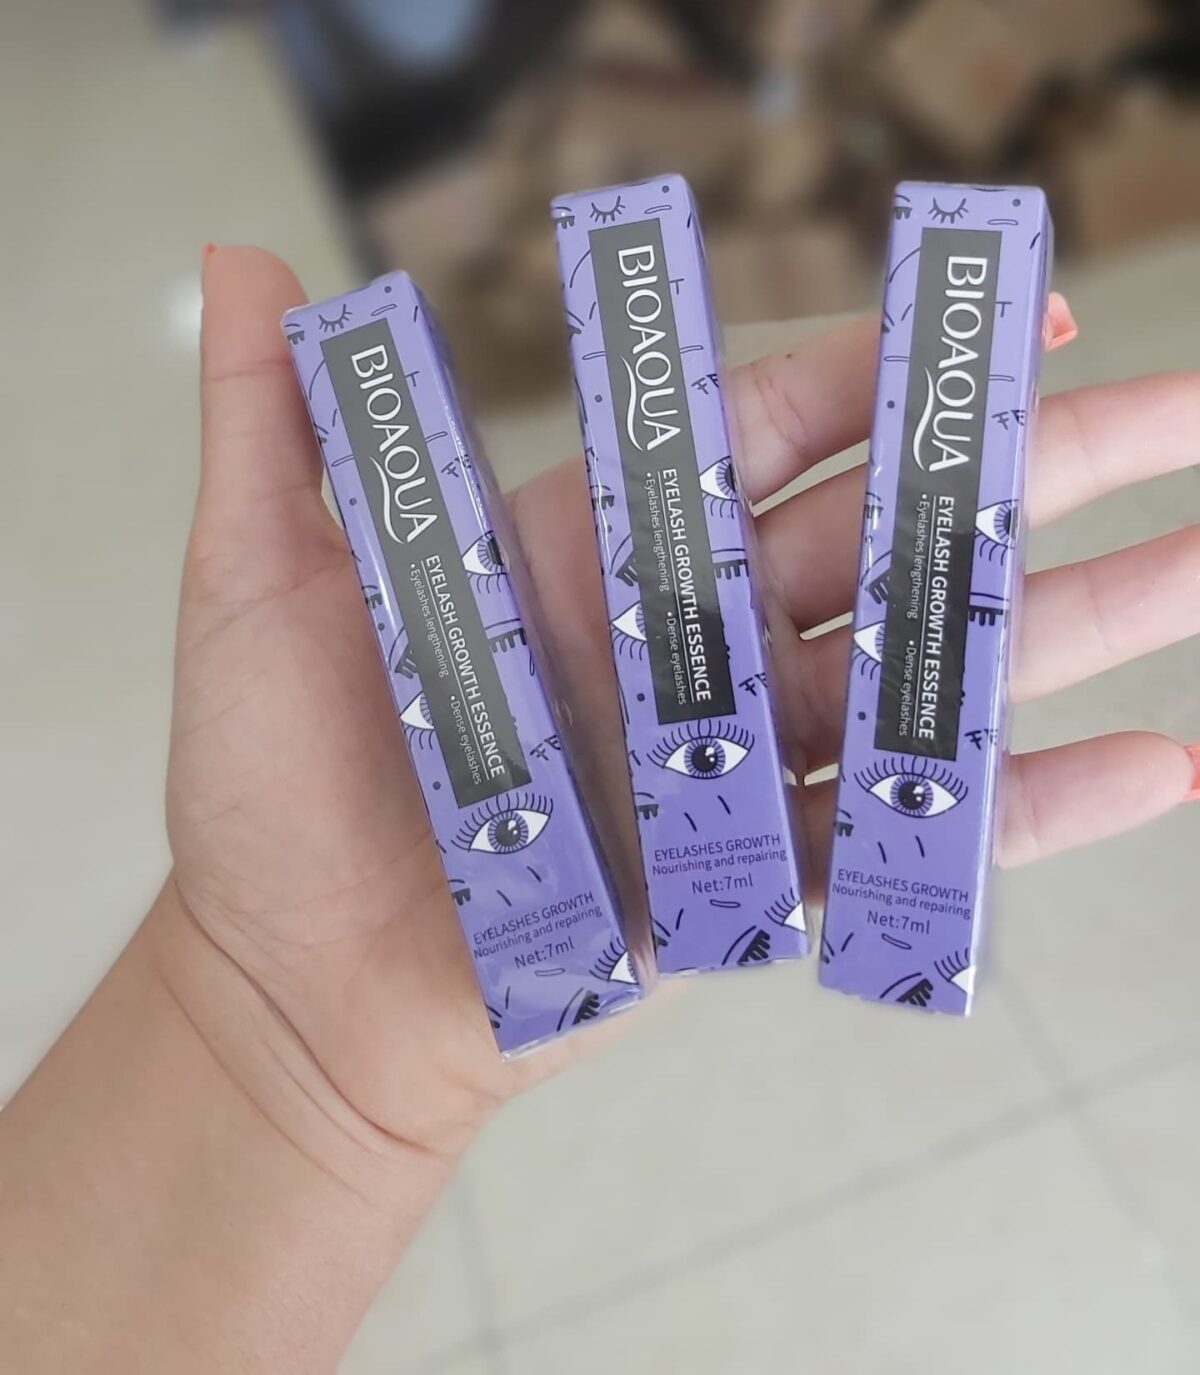 BIOAQUA
EYELASH GROWTH ESSENCE
•Eyelashes lengthening •Dense eyelashes
EYELASHES GROWTH
Nourishing and repairing
Net:7ml
BIOAQUA
EYELASH GROWTH ESSENCE
•Eyelashes lengthening •Dense eyelashes
EYELASHES GROWTH
Nourishing and repairing
Net:7ml
BIOAQUA
EYELASH GROWTH ESSENCE
•Eyelashes lengthening •Dense eyelashes
EYELASHES GROWTH
Nourishing and repairing
Net:7ml